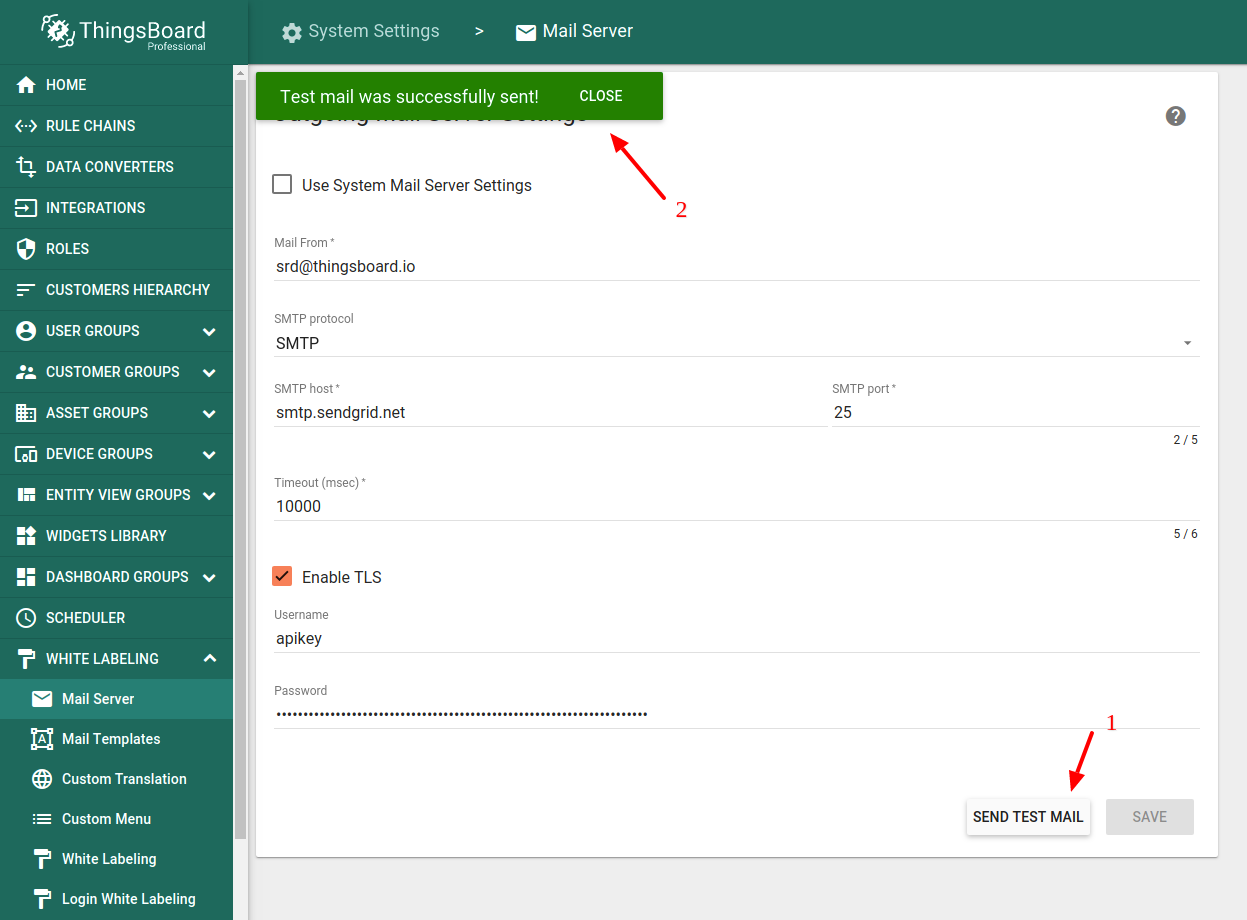 ThingsBoard
Professional
System Settings > Mail Server
HOME
RULE CHAINS
DATA CONVERTERS
INTEGRATIONS
ROLES
CUSTOMERS HIERARCHY
USER GROUPS
CUSTOMER GROUPS
ASSET GROUPS
DEVICE GROUPS
ENTITY VIEW GROUPS
WIDGETS LIBRARY
DASHBOARD GROUPS
SCHEDULER
WHITE LABELING
Mail Server
Mail Templates
Custom Translation
Custom Menu
White Labeling
Login White Labeling
Test mail was successfully sent! CLOSE
Outgoing Mail Server Settings
?
2
Use System Mail Server Settings
Mail From *
srd@thingsboard.io
SMTP protocol
SMTP
SMTP host * SMTP port *
smtp.sendgrid.net 25
2 / 5
Timeout (msec) *
10000
5 / 6
Enable TLS
Username
apikey
Password
1
SEND TEST MAIL SAVE